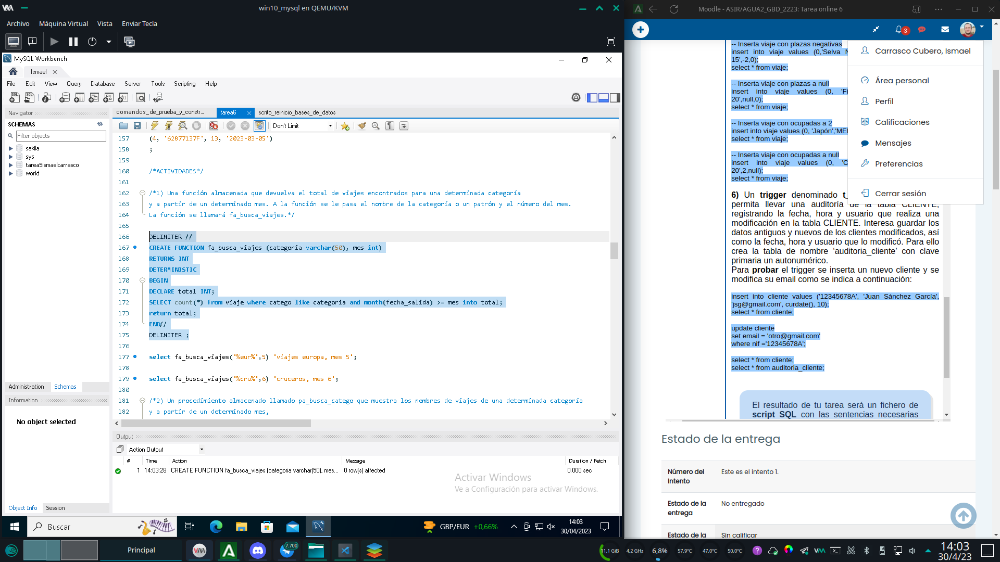 win10_mysql en QEMU/KVM
Archivo Máquina Virtual Vista Enviar Tecla
MySQL Workbench
Ismael
File Edit View Query Database Server Tools Scripting Help
Navigator
SCHEMAS
Filter objects
sakila
sys
tarea5ismaelcarrasco
world
Administration Schemas
Information
No object selected
Object Info Session
comandos_de_prueba_y_constr... tarea6 scritp_reinicio_bases_de_datos
Don't Limit
157 (4, '62877137F', 13, '2023-03-05')
158 ;
159
160 /*ACTIVIDADES*/
161
162 /*1) Una función almacenada que devuelva el total de viajes encontrados para una determinada categoría
163 y a partir de un determinado mes. A la función se le pasa el nombre de la categoría o un patrón y el número del mes.
164 La función se llamará fa_busca_viajes.*/
165
166 DELIMITER //
167 CREATE FUNCTION fa_busca_viajes (categoria varchar(50), mes int)
168 RETURNS INT
169 DETERMINISTIC
170 BEGIN
171 DECLARE total INT;
172 SELECT count(*) from viaje where catego like categoria and month(fecha_salida) >= mes into total;
173 return total;
174 END//
175 DELIMITER ;
176
177 select fa_busca_viajes('%eur%',5) 'viajes europa, mes 5';
178
179 select fa_busca_viajes('%cru%',6) 'cruceros, mes 6';
180
181 /*2) Un procedimiento almacenado llamado pa_busca_catego que muestra los nombres de viajes de una determinada categoría
182 y a partir de un determinado mes,
Output
Action Output
# Time Action Message Duration / Fetch
1 14:03:28 CREATE FUNCTION fa_busca_viajes (categoria varchar(50), mes... 0 row(s) affected 0.000 sec
Activar Windows
Ve a Configuración para activar Windows.
Buscar
GBP/EUR +0,66%
14:03
30/04/2023
Moodle - ASIR/AGUA2_GBD_2223: Tarea online 6
3
-- Inserta viaje con plazas negativas
insert into viaje values (0,'Selva N
15',-2,0);
select * from viaje;
-- Inserta viaje con plazas a null
insert into viaje values (0, 'Fi
20',null,0);
select * from viaje;
-- Inserta viaje con ocupadas a 2
insert into viaje values (0, 'Japón','ME
select * from viaje;
-- Inserta viaje con ocupadas a null
insert into viaje values (0, 'C
20',2,null);
select * from viaje;
Carrasco Cubero, Ismael
Área personal
Perfil
Calificaciones
Mensajes
Preferencias
Cerrar sesión
6) Un trigger denominado t_
permita llevar una auditoría de la tabla CLIENTE,
registrando la fecha, hora y usuario que realiza una
modificación en la tabla CLIENTE. Interesa guardar los
datos antiguos y nuevos de los clientes modificados, así
como la fecha, hora y usuario que lo modificó. Para ello
crea la tabla de nombre ‘auditoria_cliente’ con clave
primaria un autonumérico.
Para probar el trigger se inserta un nuevo cliente y se
modifica su email como se indica a continuación:
insert into cliente values ('12345678A', 'Juan Sánchez García',
'jsg@gmail.com', curdate(), 10);
select * from cliente;
update cliente
set email = 'otro@gmail.com'
where nif ='12345678A';
select * from cliente;
select * from auditoria_cliente;
El resultado de tu tarea será un fichero de
script SQL con las sentencias necesarias
Estado de la entrega
Número del intento Este es el intento 1.
Estado de la entrega No entregado
Estado de la Sin calificar
Principal
7.700
11,1 GiB 4,2 GHz 6,8% 57,9°C 47,0°C 50,0°C
14:03
30/4/23